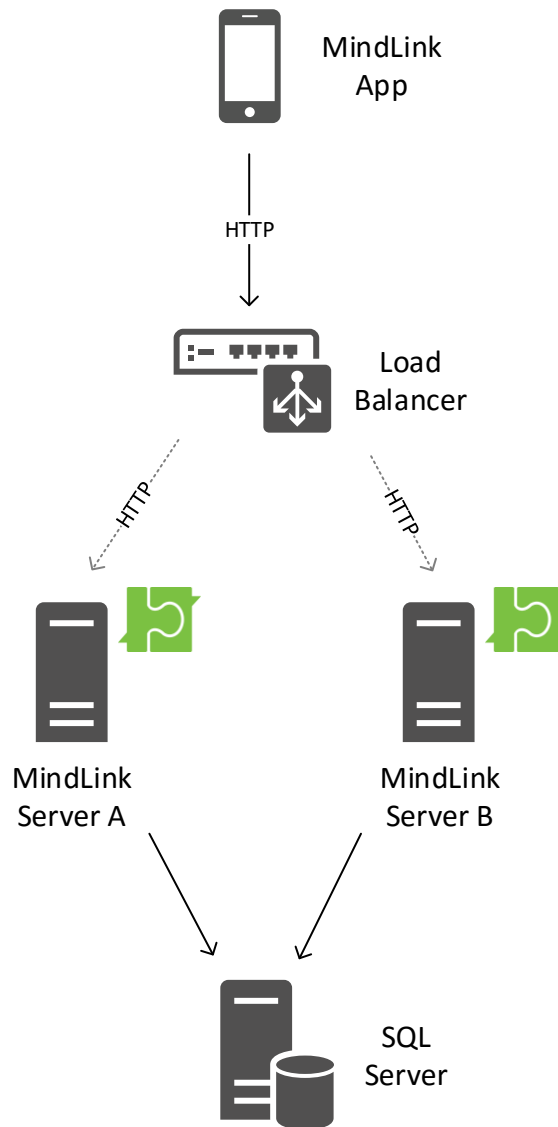 MindLink
App
HTTP
Load
Balancer
HTTP
HTTP
MindLink
Server A
MindLink
Server B
SQL
Server